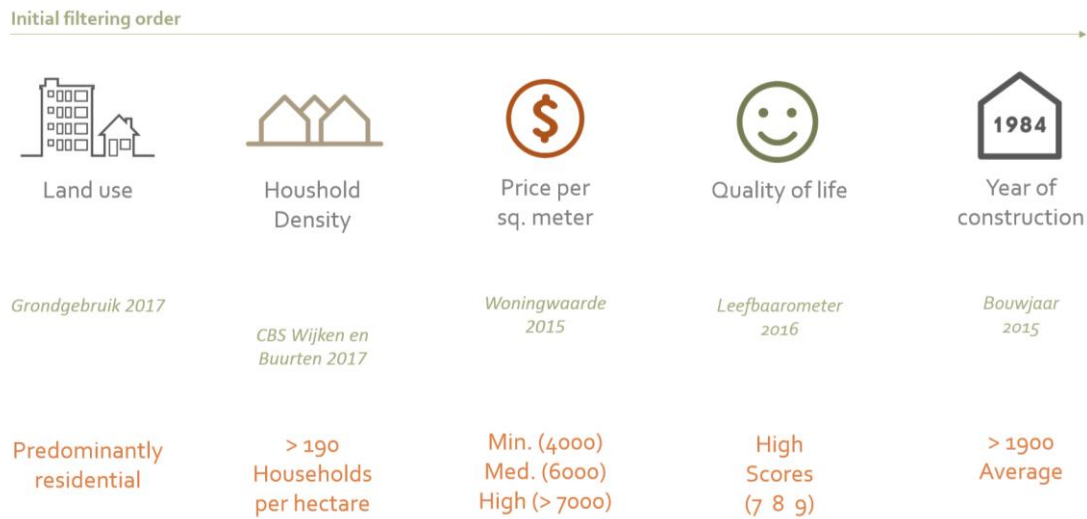 Initial filtering order
1984
Land use
Houshold
Density
Price per
sq. meter
Quality of life
Year of
construction
Grondgebruik 2017
CBS Wijken en
Buurten 2017
Woningwaarde
2015
Leefbaarometer
2016
Bouwjaar
2015
Predominantly
residential
> 190
Households
per hectare
Min. (4000)
Med. (6000)
High (> 7000)
High
Scores
(7 8 9)
> 1900
Average